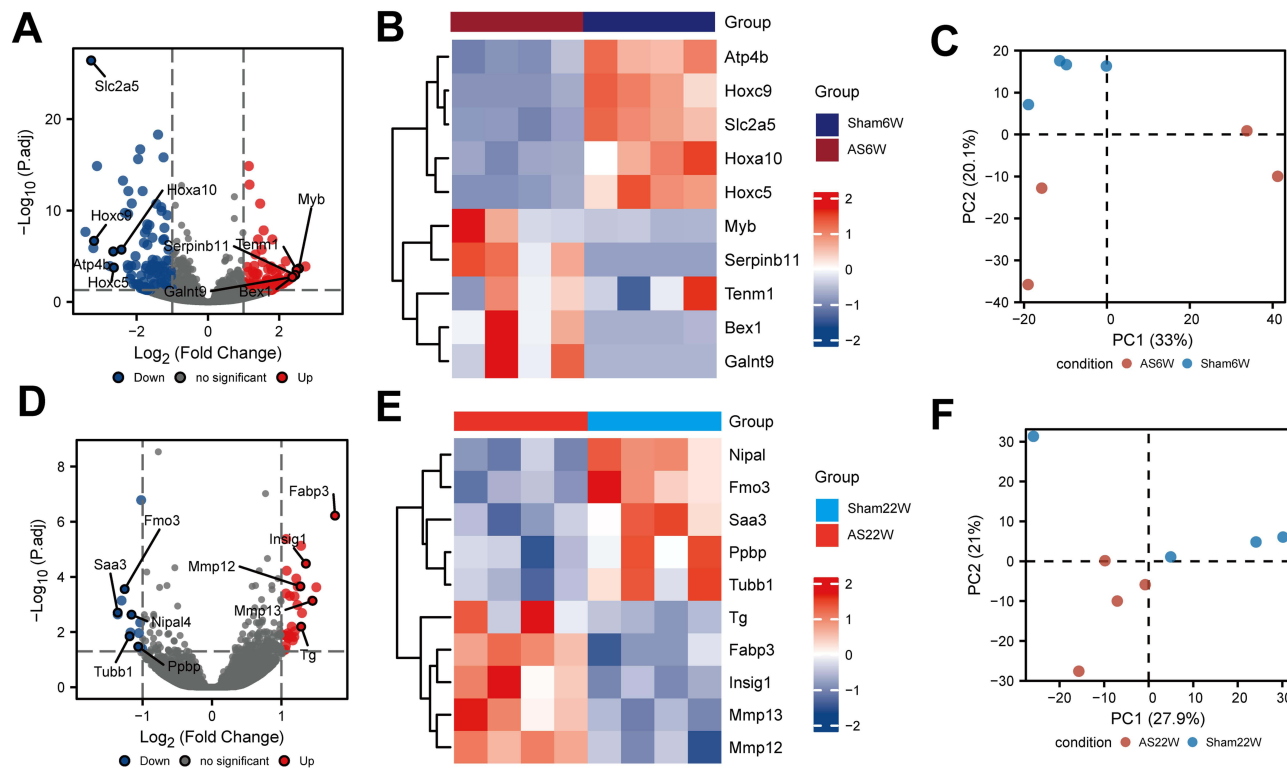 A
−Log₁₀ (P.adj)
20
10
0
Slc2a5
Hoxa10
Hoxc9
Myb
Serpinb11
Tenm1
Atp4b
Hoxc5
Galnt9
Bex1
−2
0
2
Log₂ (Fold Change)
Down
no significant
Up
B
Group
Atp4b
Hoxc9
Slc2a5
Hoxa10
Hoxc5
Myb
Serpinb11
Tenm1
Bex1
Galnt9
Group
Sham6W
AS6W
2
1
0
−1
−2
C
PC2 (20.1%)
20
10
0
−10
−20
−30
−40
−20
0
20
40
PC1 (33%)
condition
AS6W
Sham6W
D
−Log₁₀ (P.adj)
8
6
4
2
0
Fabp3
Fmo3
Insig1
Saa3
Mmp12
Mmp13
Nipal4
Tubb1
Ppbp
Tg
−1
0
1
Log₂ (Fold Change)
Down
no significant
Up
E
Group
Nipal
Fmo3
Saa3
Ppbp
Tubb1
Tg
Fabp3
Insig1
Mmp13
Mmp12
Group
Sham22W
AS22W
2
1
0
−1
−2
F
PC2 (21%)
30
20
10
0
−10
−20
−30
−20
−10
0
10
20
30
PC1 (27.9%)
condition
AS22W
Sham22W